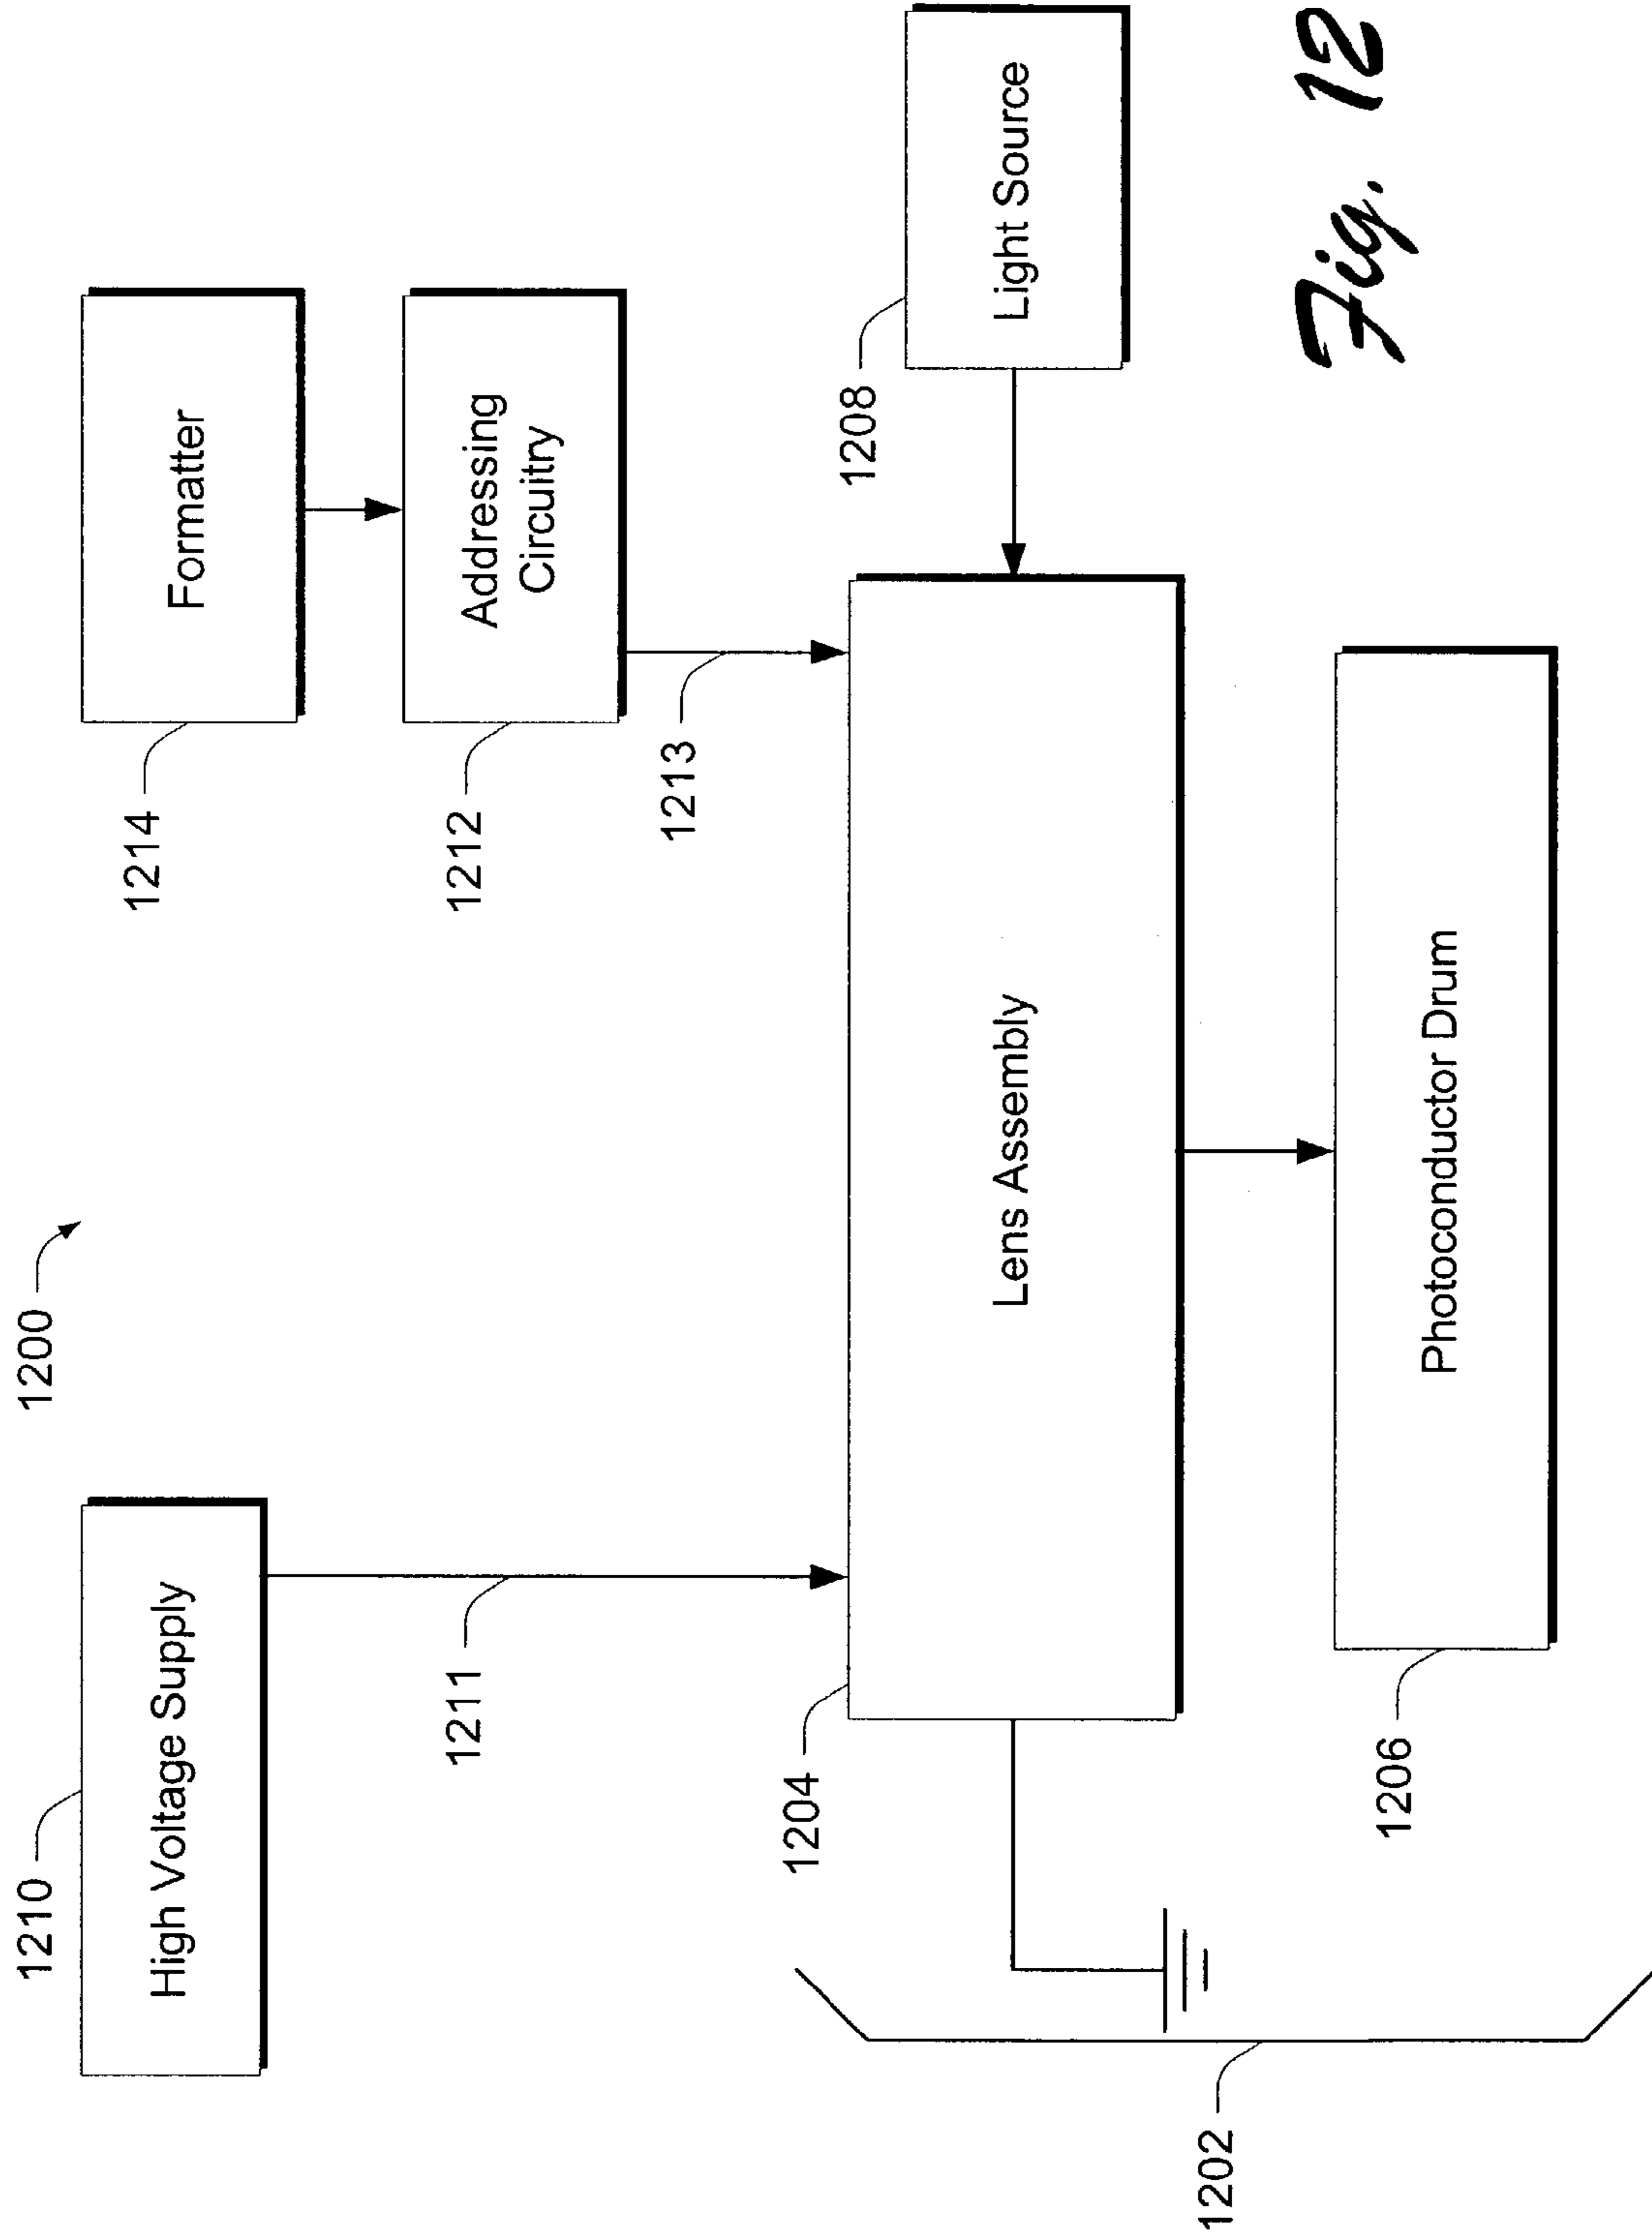 1200
1210
High Voltage Supply
1214
Formatter
1212
Addressing
Circuitry
1211
1213
1204
Lens Assembly
1208
Light Source
1202
1206
Photoconductor Drum
Fig. 12